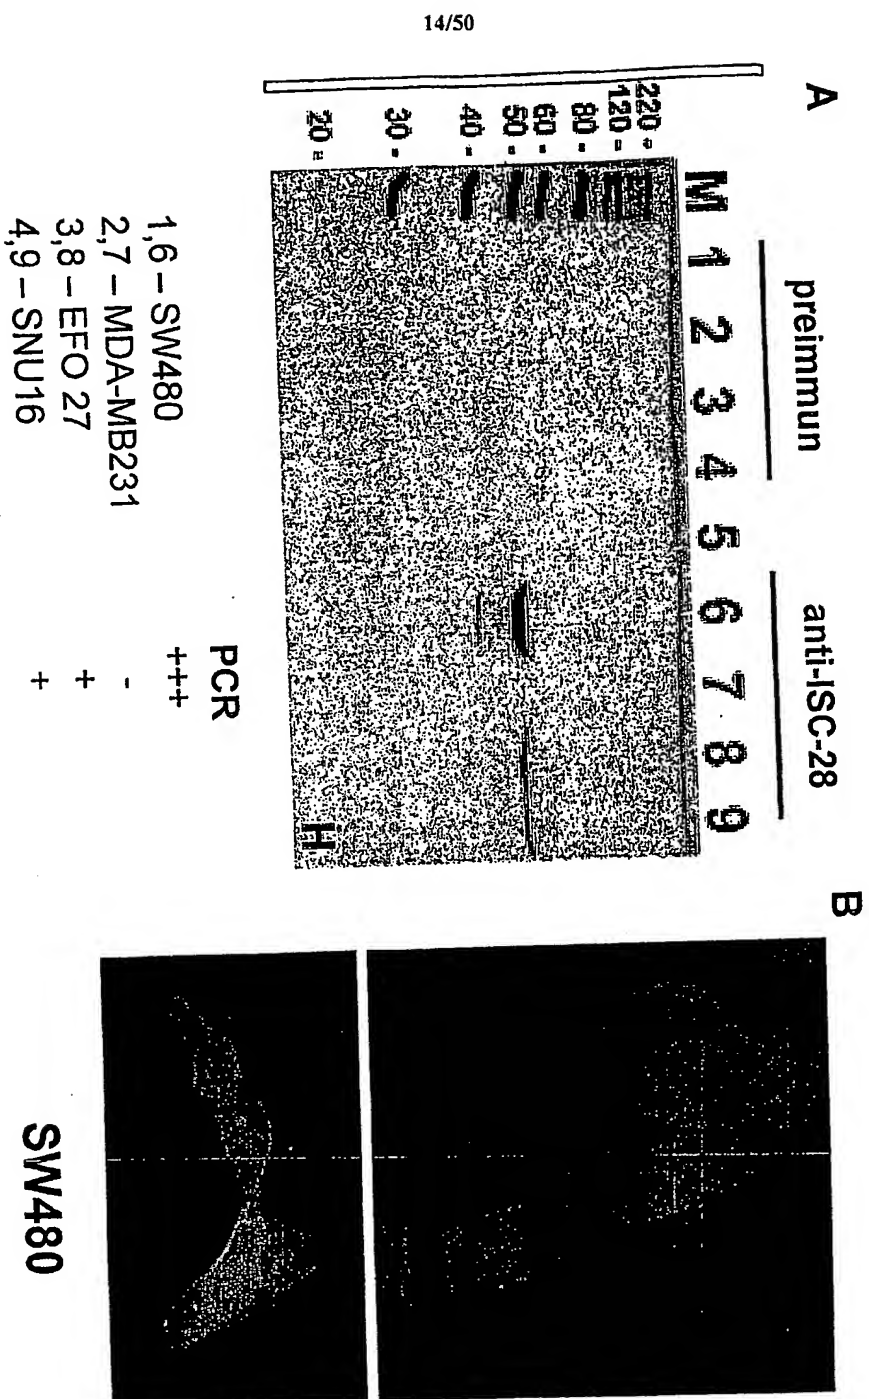 14/50
A
preimmun
anti-ISC-28
M 1 2 3 4 5 6 7 8 9
220
120
80
60
50
40
30
20
H
PCR
1,6 – SW480 +++
2,7 – MDA-MB231 -
3,8 – EFO 27 +
4,9 – SNU16 +
B
SW480